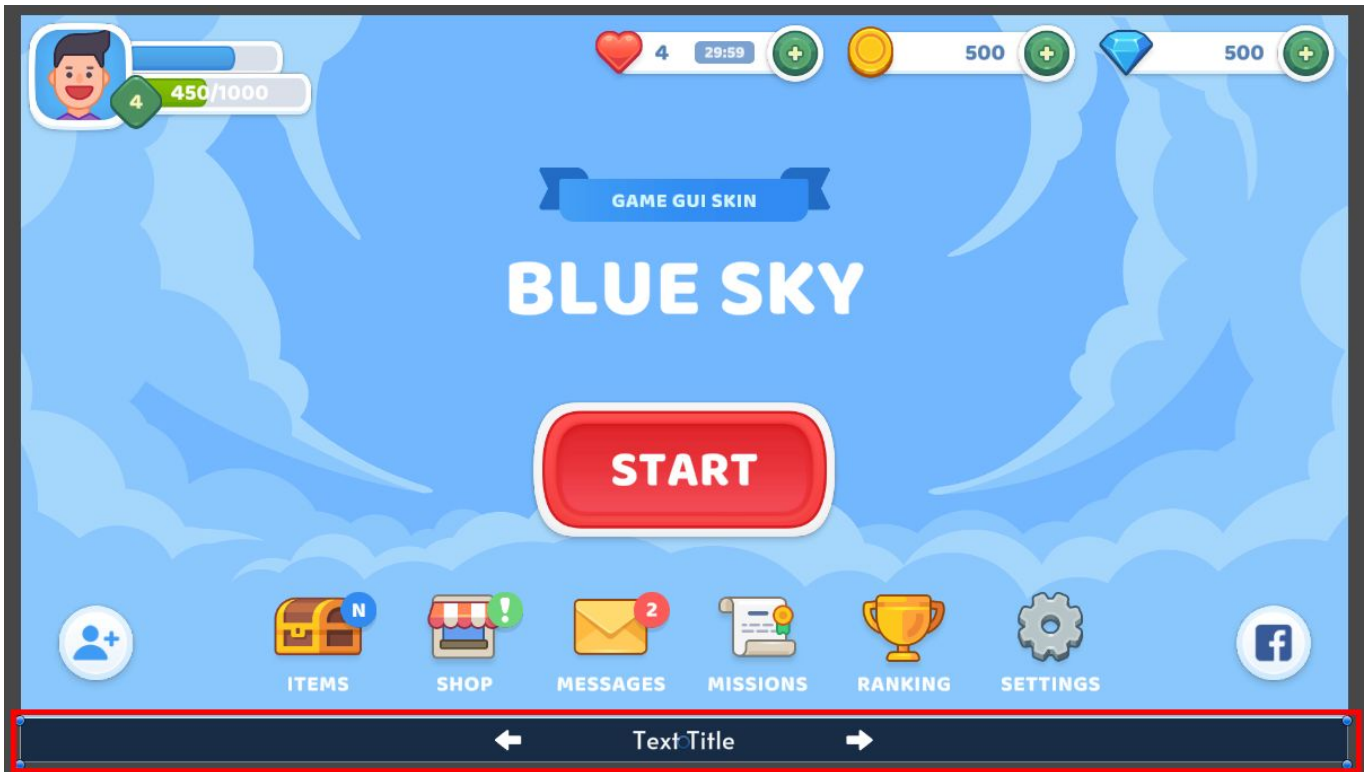 4 29:59 500 500
4 450/1000
GAME GUI SKIN
BLUE SKY
START
N ! 2
ITEMS SHOP MESSAGES MISSIONS RANKING SETTINGS
Text Title